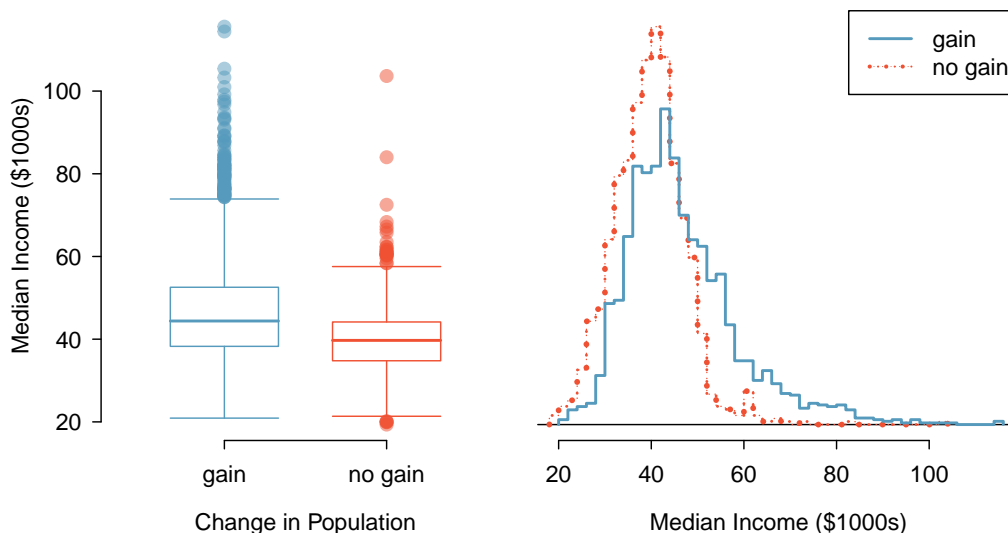 Median Income ($1000s)
100
80
60
40
20
gain
no gain
Change in Population
gain
no gain
20
40
60
80
100
Median Income ($1000s)